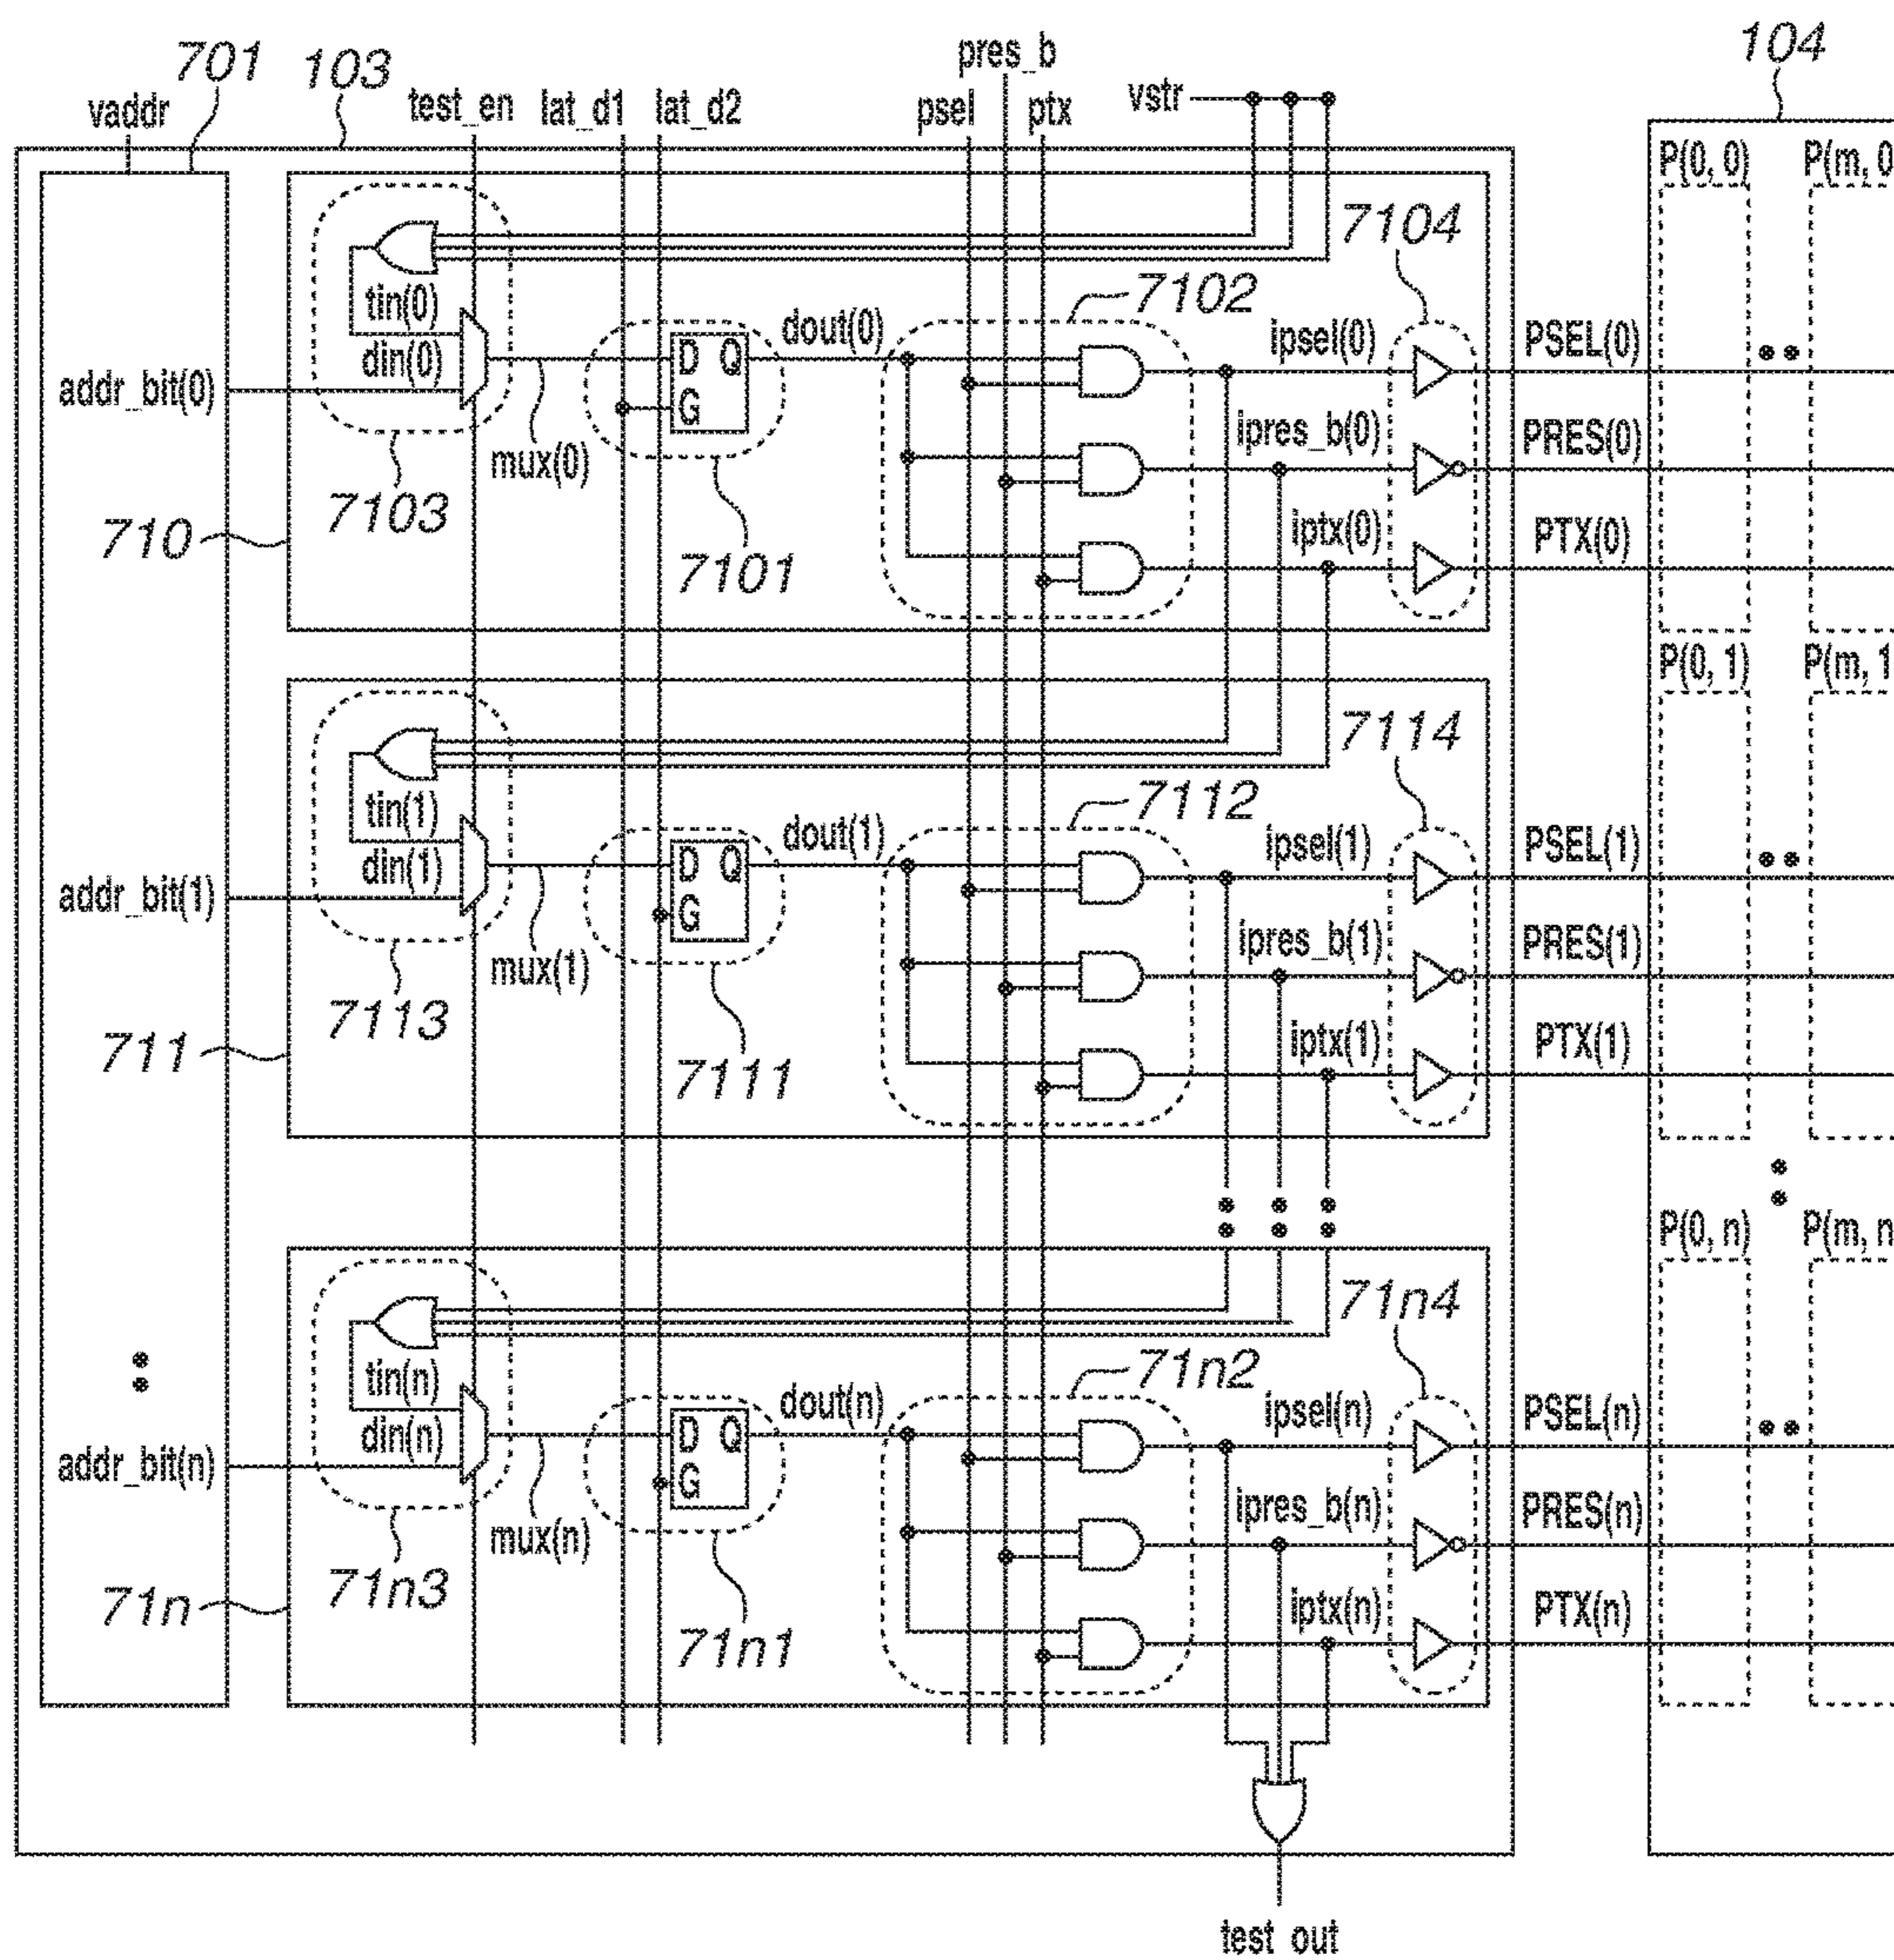 701 103 pres_b 104
vaddr test_en lat_d1 lat_d2 psel ptx vstr
P(0, 0) P(m, 0
7104
tin(0) 7102
din(0) D Q dout(0) ipsel(0) PSEL(0)
addr_bit(0) G
mux(0) ipres_b(0) PRES(0)
7103
710 7101 iptx(0) PTX(0)
P(0, 1) P(m, 1
7114
tin(1) 7112
din(1) D Q dout(1) ipsel(1) PSEL(1)
addr_bit(1) G
mux(1) ipres_b(1) PRES(1)
7113
711 7111 iptx(1) PTX(1)
P(0, n) P(m, n
71n4
tin(n) 71n2
din(n) D Q dout(n) ipsel(n) PSEL(n)
addr_bit(n) G
mux(n) ipres_b(n) PRES(n)
71n3
71n 71n1 iptx(n) PTX(n)
test_out